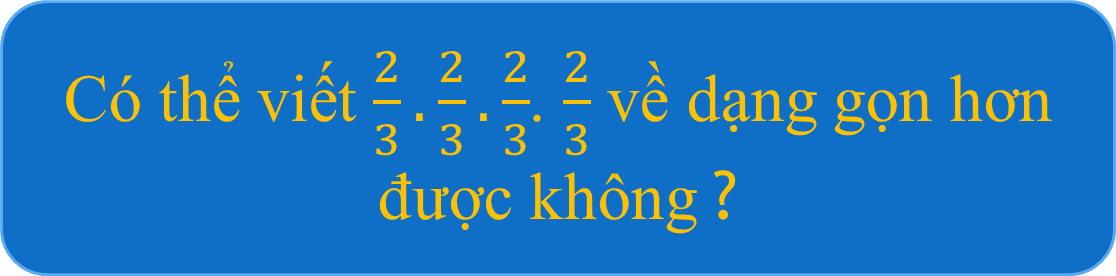 Có thể viết 2/3 . 2/3 . 2/3 . 2/3 về dạng gọn hơn
được không ?